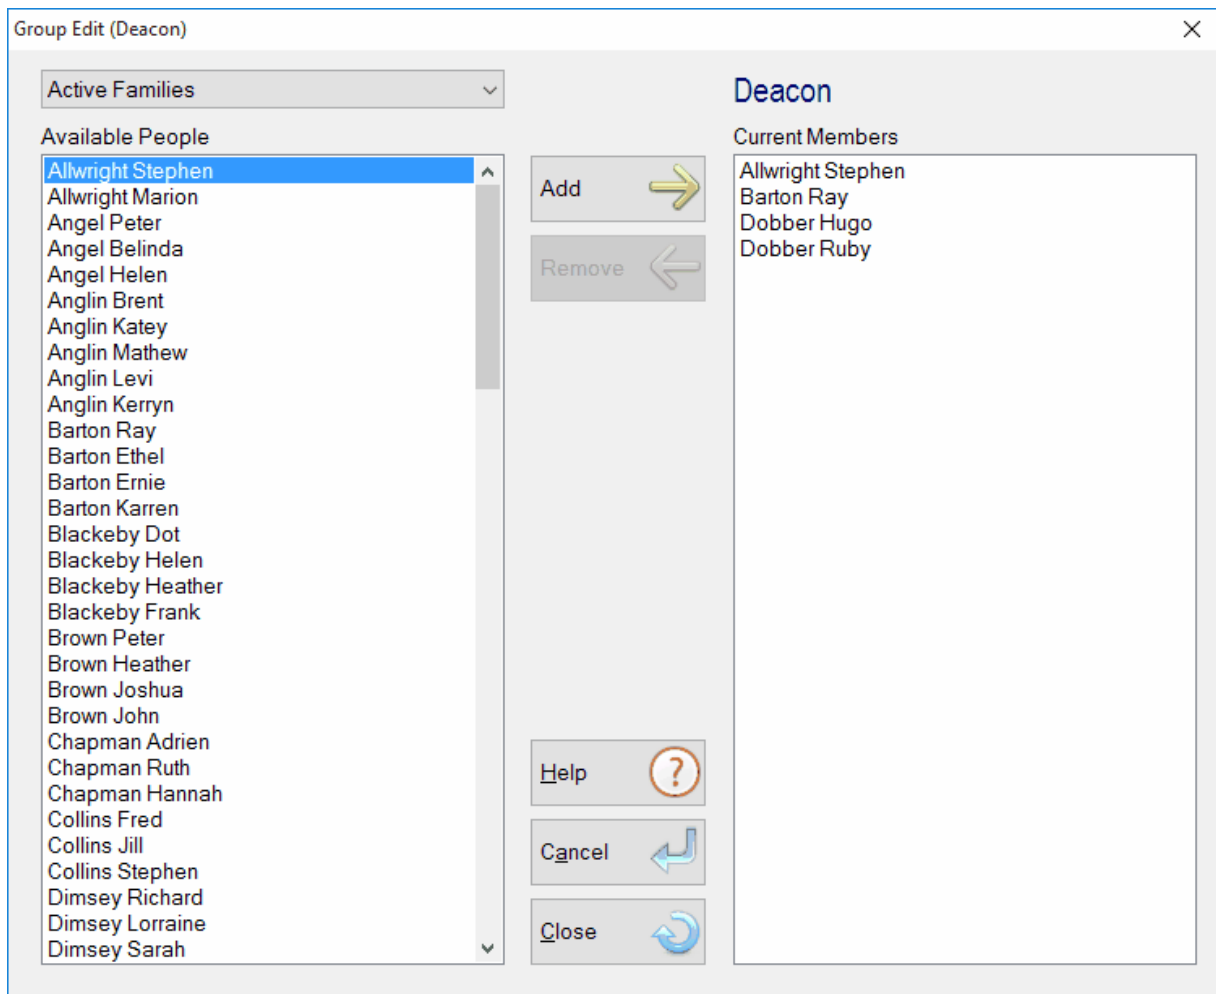 Group Edit (Deacon)
Active Families
Available People
Allwright Stephen
Allwright Marion
Angel Peter
Angel Belinda
Angel Helen
Anglin Brent
Anglin Katey
Anglin Mathew
Anglin Levi
Anglin Kerryn
Barton Ray
Barton Ethel
Barton Ernie
Barton Karren
Blackeby Dot
Blackeby Helen
Blackeby Heather
Blackeby Frank
Brown Peter
Brown Heather
Brown Joshua
Brown John
Chapman Adrien
Chapman Ruth
Chapman Hannah
Collins Fred
Collins Jill
Collins Stephen
Dimsey Richard
Dimsey Lorraine
Dimsey Sarah
Add
Remove
Help
?
Cancel
Close
Deacon
Current Members
Allwright Stephen
Barton Ray
Dobber Hugo
Dobber Ruby